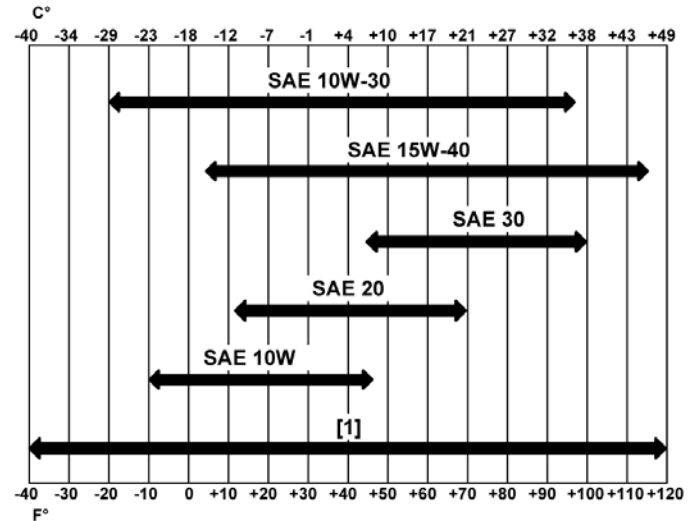 C°
-40 -34 -29 -23 -18 -12 -7 -1 +4 +10 +17 +21 +27 +32 +38 +43 +49
SAE 10W-30
SAE 15W-40
SAE 30
SAE 20
SAE 10W
[1]
-40 -30 -20 -10 0 +10 +20 +30 +40 +50 +60 +70 +80 +90 +100 +110 +120
F°